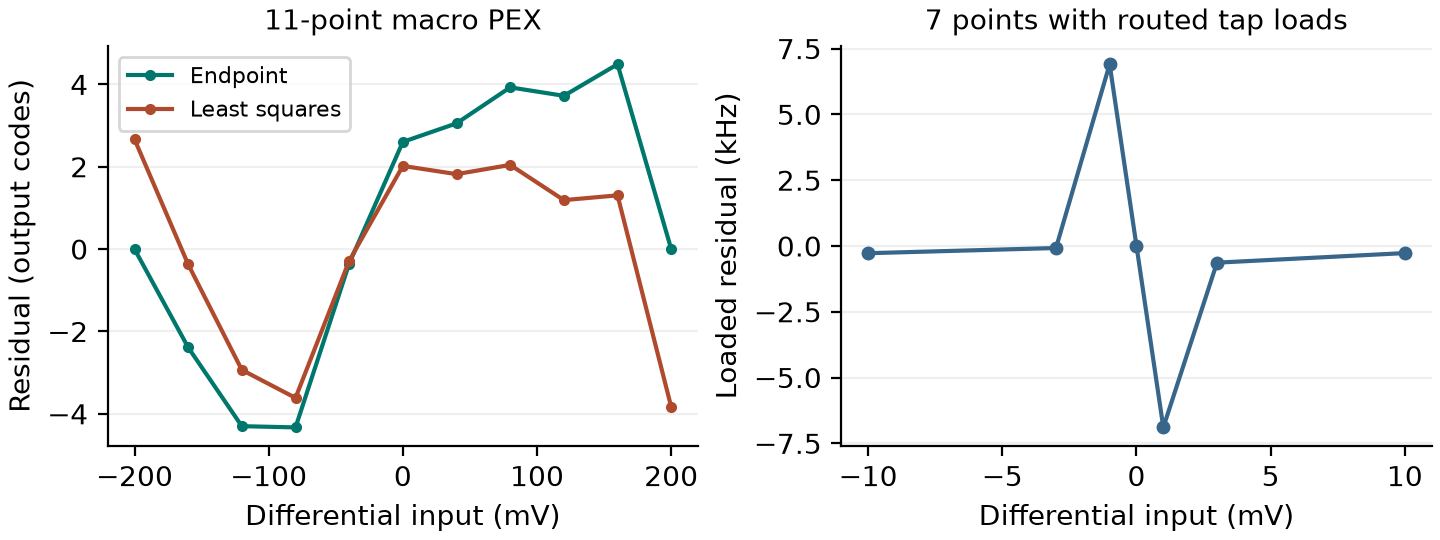 11-point macro PEX
Endpoint
Least squares
4
2
0
−2
−4
−200
−100
0
100
200
Residual (output codes)
Differential input (mV)
7 points with routed tap loads
7.5
5.0
2.5
0.0
−2.5
−5.0
−7.5
−10
−5
0
5
10
Loaded residual (kHz)
Differential input (mV)